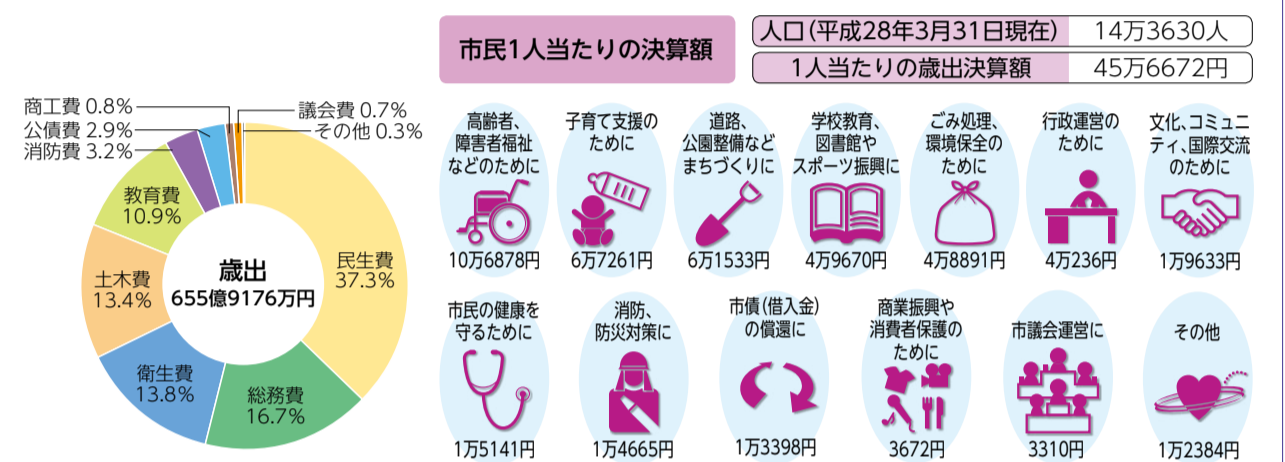 商工費 0.8%
公債費 2.9%
消防費 3.2%
議会費 0.7%
その他 0.3%
教育費
10.9%
土木費
13.4%
衛生費
13.8%
総務費
16.7%
民生費
37.3%
歳出
655億9176万円
市民1人当たりの決算額
人口(平成28年3月31日現在) 14万3630人
1人当たりの歳出決算額 45万6672円
高齢者、
障害者福祉
などのために
10万6878円
子育て支援の
ために
6万7261円
道路、
公園整備など
まちづくりに
6万1533円
学校教育、
図書館や
スポーツ振興に
4万9670円
ごみ処理、
環境保全の
ために
4万8891円
行政運営の
ために
4万236円
文化、コミュニ
ティ、国際交流
のために
1万9633円
市民の健康を
守るために
1万5141円
消防、
防災対策に
1万4665円
市債(借入金)
の償還に
1万3398円
商業振興や
消費者保護の
ために
3672円
市議会運営に
3310円
その他
1万2384円